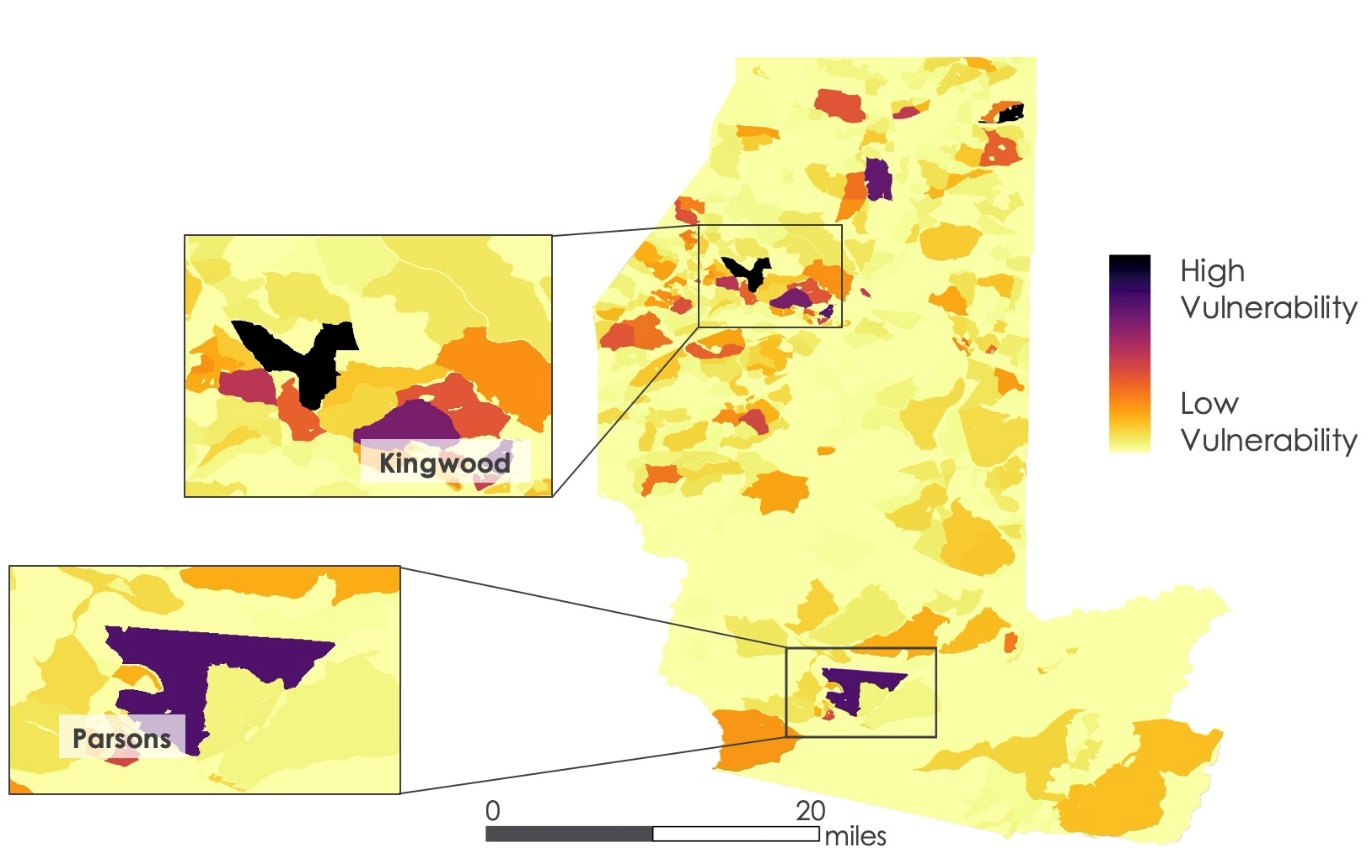 High
Vulnerability
Low
Vulnerability
Kingwood
Parsons
0 20
miles